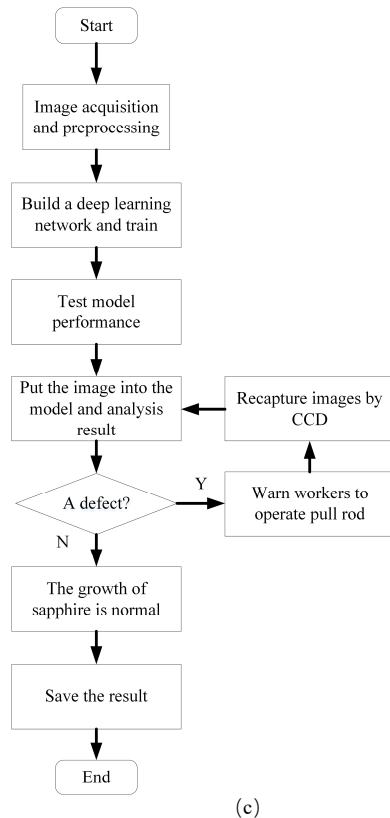 Start
Image acquisition
and preprocessing
Build a deep learning
network and train
Test model
performance
Put the image into the
model and analysis
result
Recapture images by
CCD
A defect?
Y
Warn workers to
operate pull rod
N
The growth of
sapphire is normal
Save the result
End
(c)